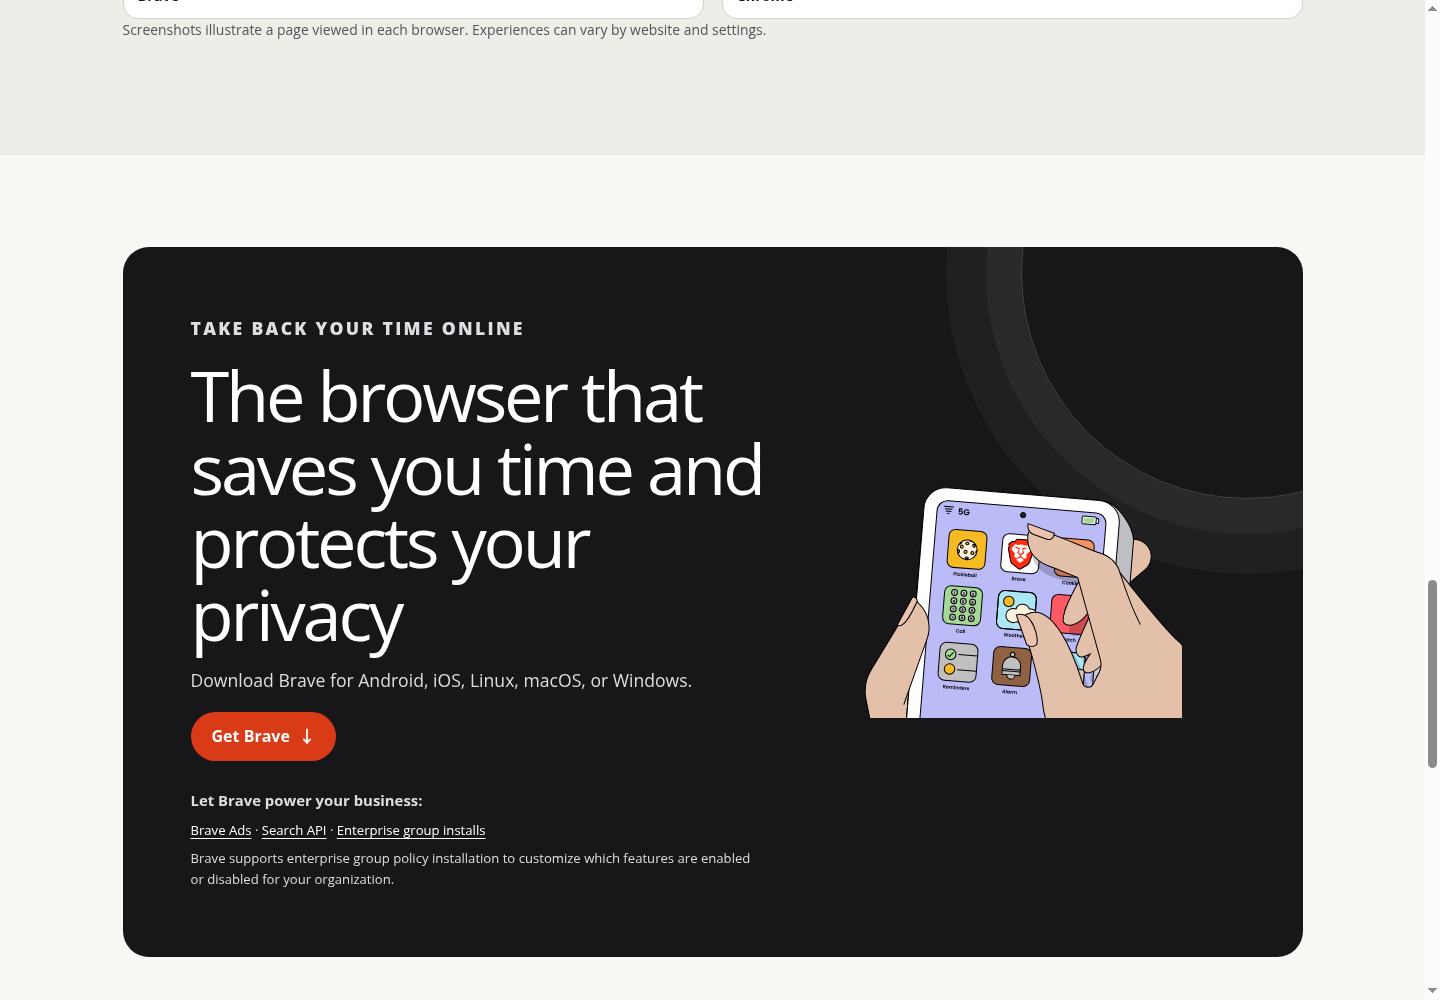 Screenshots illustrate a page viewed in each browser. Experiences can vary by website and settings.
TAKE BACK YOUR TIME ONLINE
The browser that
saves you time and
protects your
privacy
Download Brave for Android, iOS, Linux, macOS, or Windows.
Get Brave ↓
Let Brave power your business:
Brave Ads · Search API · Enterprise group installs
Brave supports enterprise group policy installation to customize which features are enabled
or disabled for your organization.
5G
Pickleball
Brave
Call
Reminders
Alarm